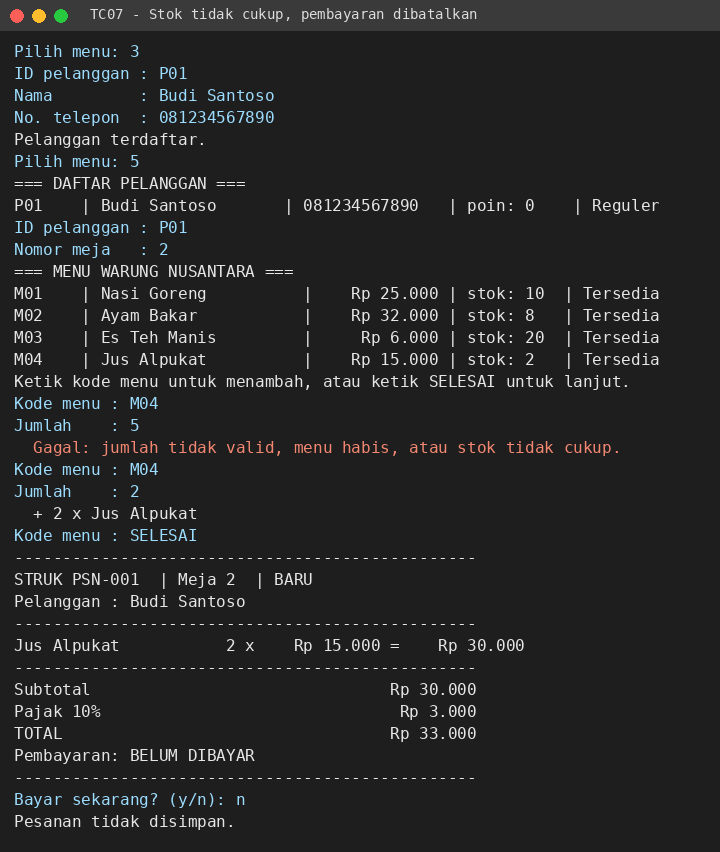 TC07 - Stok tidak cukup, pembayaran dibatalkan
Pilih menu: 3
ID pelanggan : P01
Nama         : Budi Santoso
No. telepon  : 081234567890
Pelanggan terdaftar.
Pilih menu: 5
=== DAFTAR PELANGGAN ===
P01    | Budi Santoso       | 081234567890   | poin: 0    | Reguler
ID pelanggan : P01
Nomor meja   : 2
=== MENU WARUNG NUSANTARA ===
M01    | Nasi Goreng          |    Rp 25.000 | stok: 10  | Tersedia
M02    | Ayam Bakar           |    Rp 32.000 | stok: 8   | Tersedia
M03    | Es Teh Manis         |     Rp 6.000 | stok: 20  | Tersedia
M04    | Jus Alpukat          |    Rp 15.000 | stok: 2   | Tersedia
Ketik kode menu untuk menambah, atau ketik SELESAI untuk lanjut.
Kode menu : M04
Jumlah    : 5
  Gagal: jumlah tidak valid, menu habis, atau stok tidak cukup.
Kode menu : M04
Jumlah    : 2
  + 2 x Jus Alpukat
Kode menu : SELESAI
------------------------------------------------
STRUK PSN-001  | Meja 2  | BARU
Pelanggan : Budi Santoso
------------------------------------------------
Jus Alpukat           2 x    Rp 15.000 =    Rp 30.000
------------------------------------------------
Subtotal                               Rp 30.000
Pajak 10%                               Rp 3.000
TOTAL                                  Rp 33.000
Pembayaran: BELUM DIBAYAR
------------------------------------------------
Bayar sekarang? (y/n): n
Pesanan tidak disimpan.